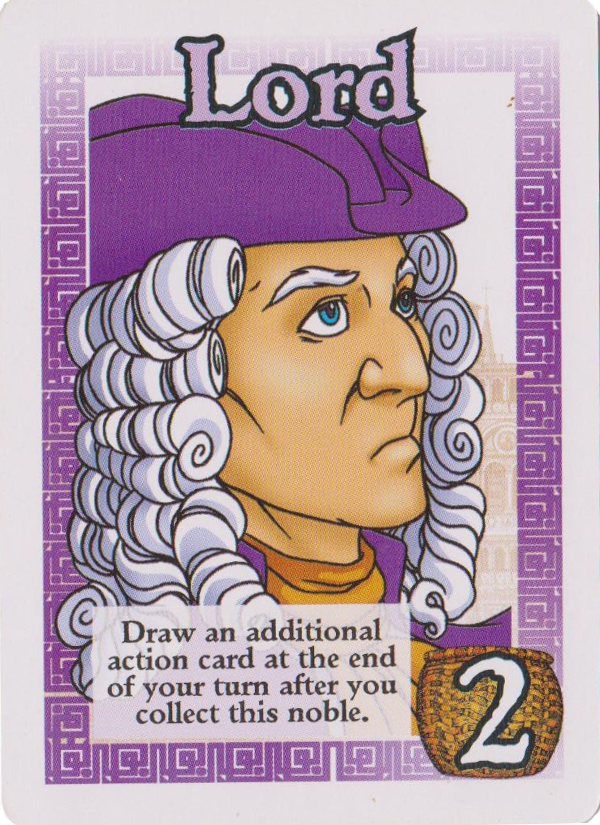 Lord
Draw an additional
action card at the end
of your turn after you
collect this noble.
2